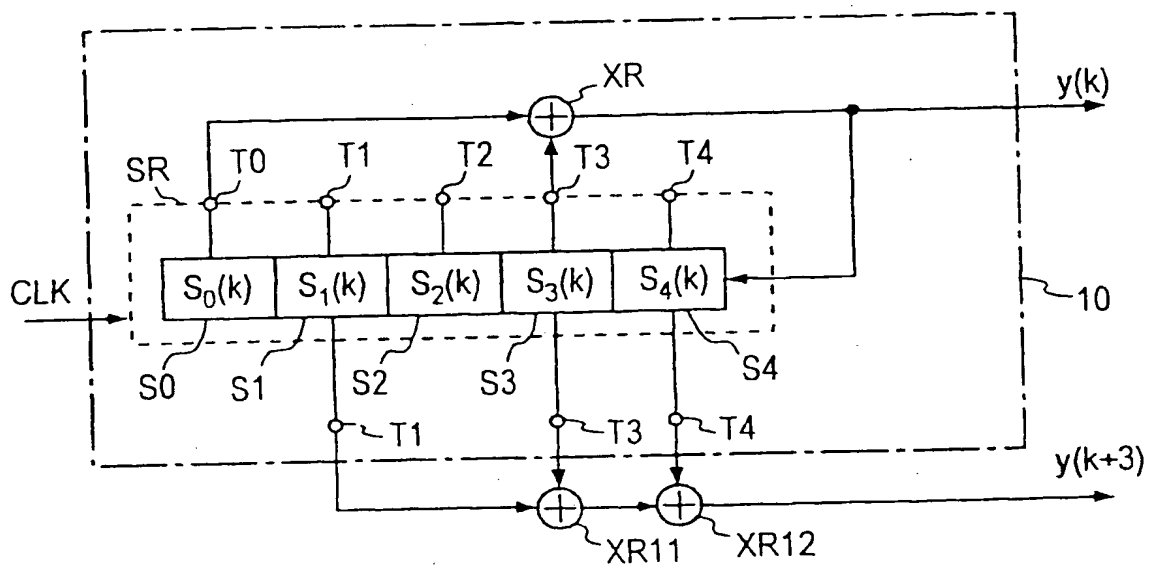 XR
y(k)
SR T0 T1 T2 T3 T4
CLK
S₀(k) S₁(k) S₂(k) S₃(k) S₄(k)
10
S0 S1 S2 S3 S4
T1 T3 T4
y(k+3)
XR11 XR12